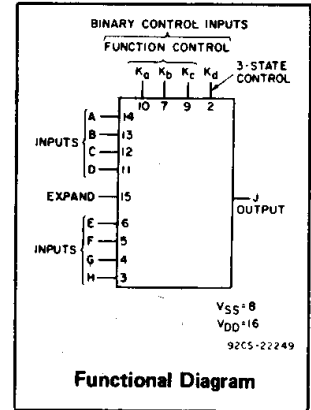 BINARY CONTROL INPUTS
FUNCTION CONTROL
Ka Kb Kc Kd
3-STATE
CONTROL
10 7 9 2
A 14
B 13
INPUTS
C 12
D 11
EXPAND 15
J
OUTPUT
E 6
F 5
INPUTS
G 4
H 3
VSS=8
VDD=16
92CS-22249
Functional Diagram